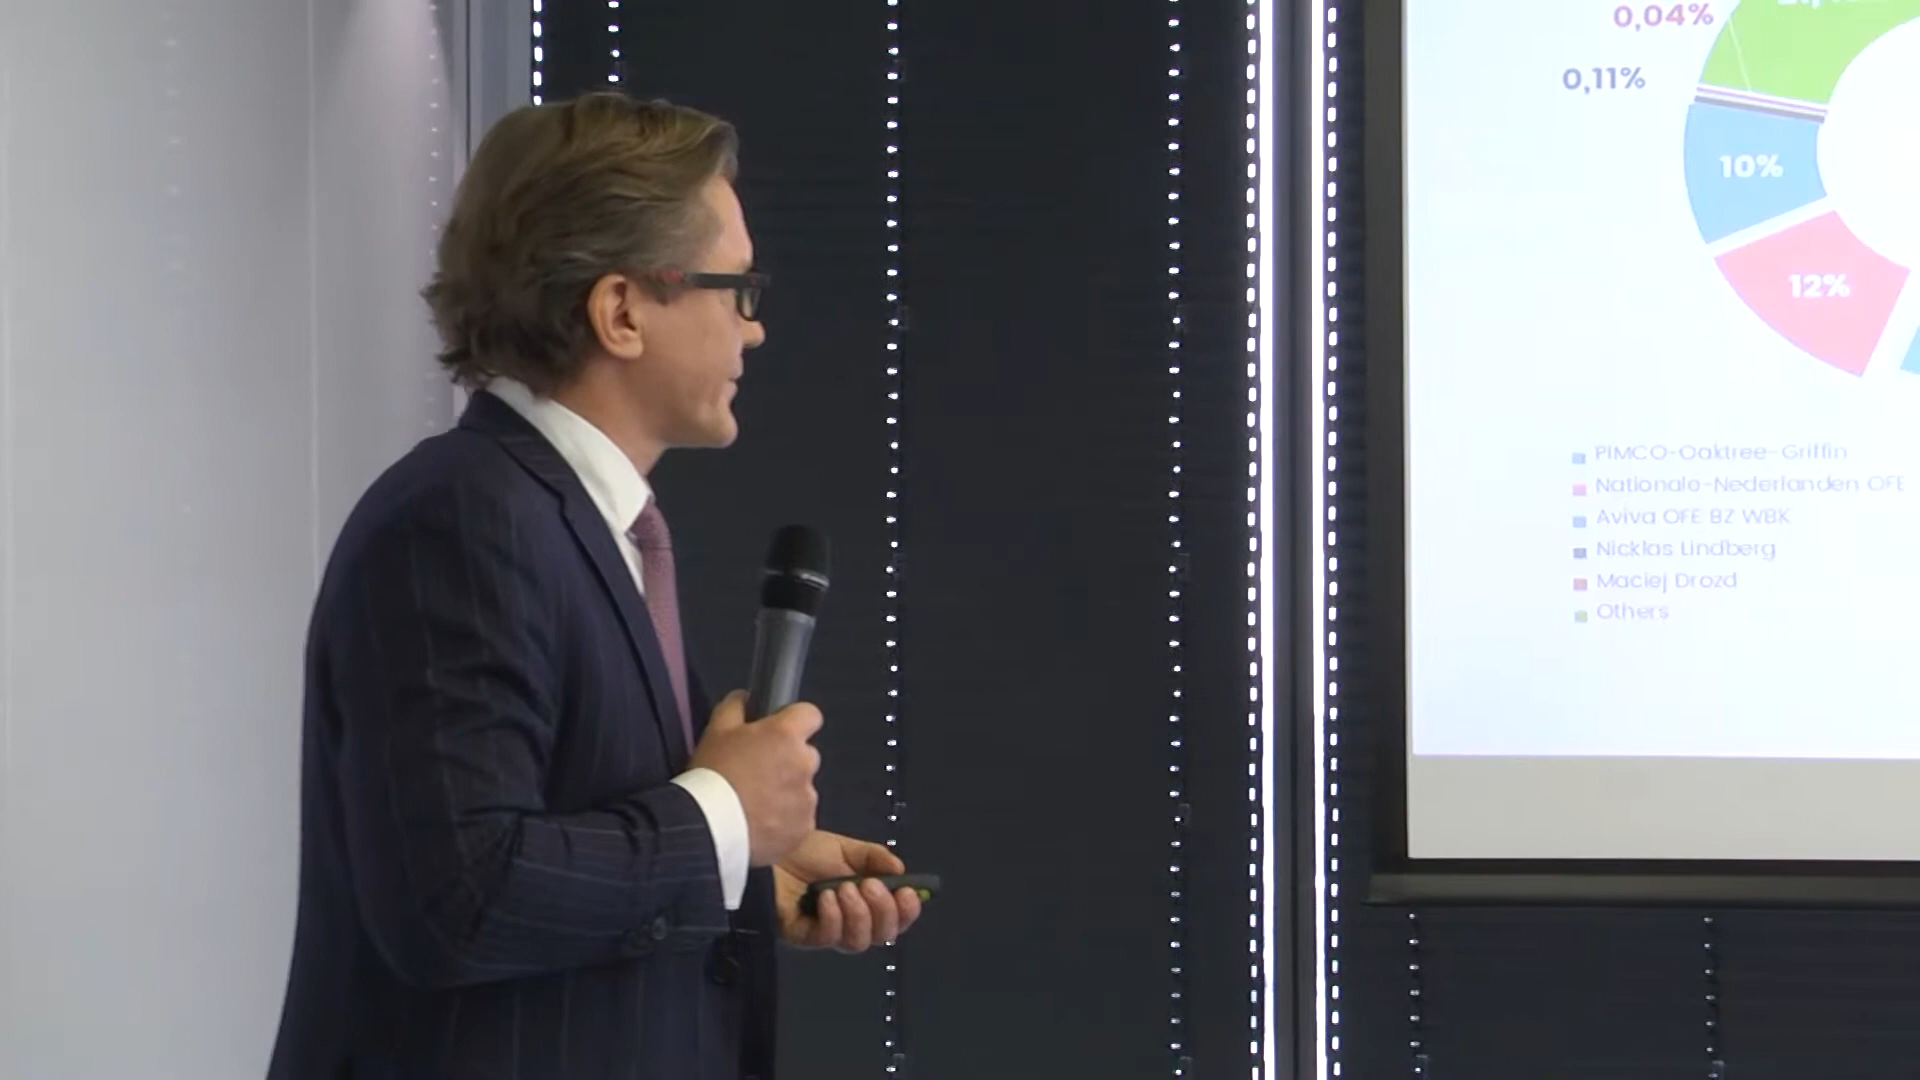 0,04%
0,11%
10%
12%
PIMCO-Oaktree-Griffin
Nationale-Nederlanden OFE
Aviva OFE BZ WBK
Nicklas Lindberg
Maciej Drozd
Others